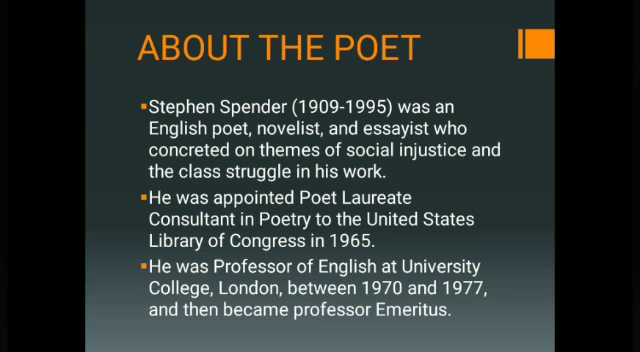 ABOUT THE POET
▪Stephen Spender (1909-1995) was an
English poet, novelist, and essayist who
concreted on themes of social injustice and
the class struggle in his work.
▪He was appointed Poet Laureate
Consultant in Poetry to the United States
Library of Congress in 1965.
▪He was Professor of English at University
College, London, between 1970 and 1977,
and then became professor Emeritus.